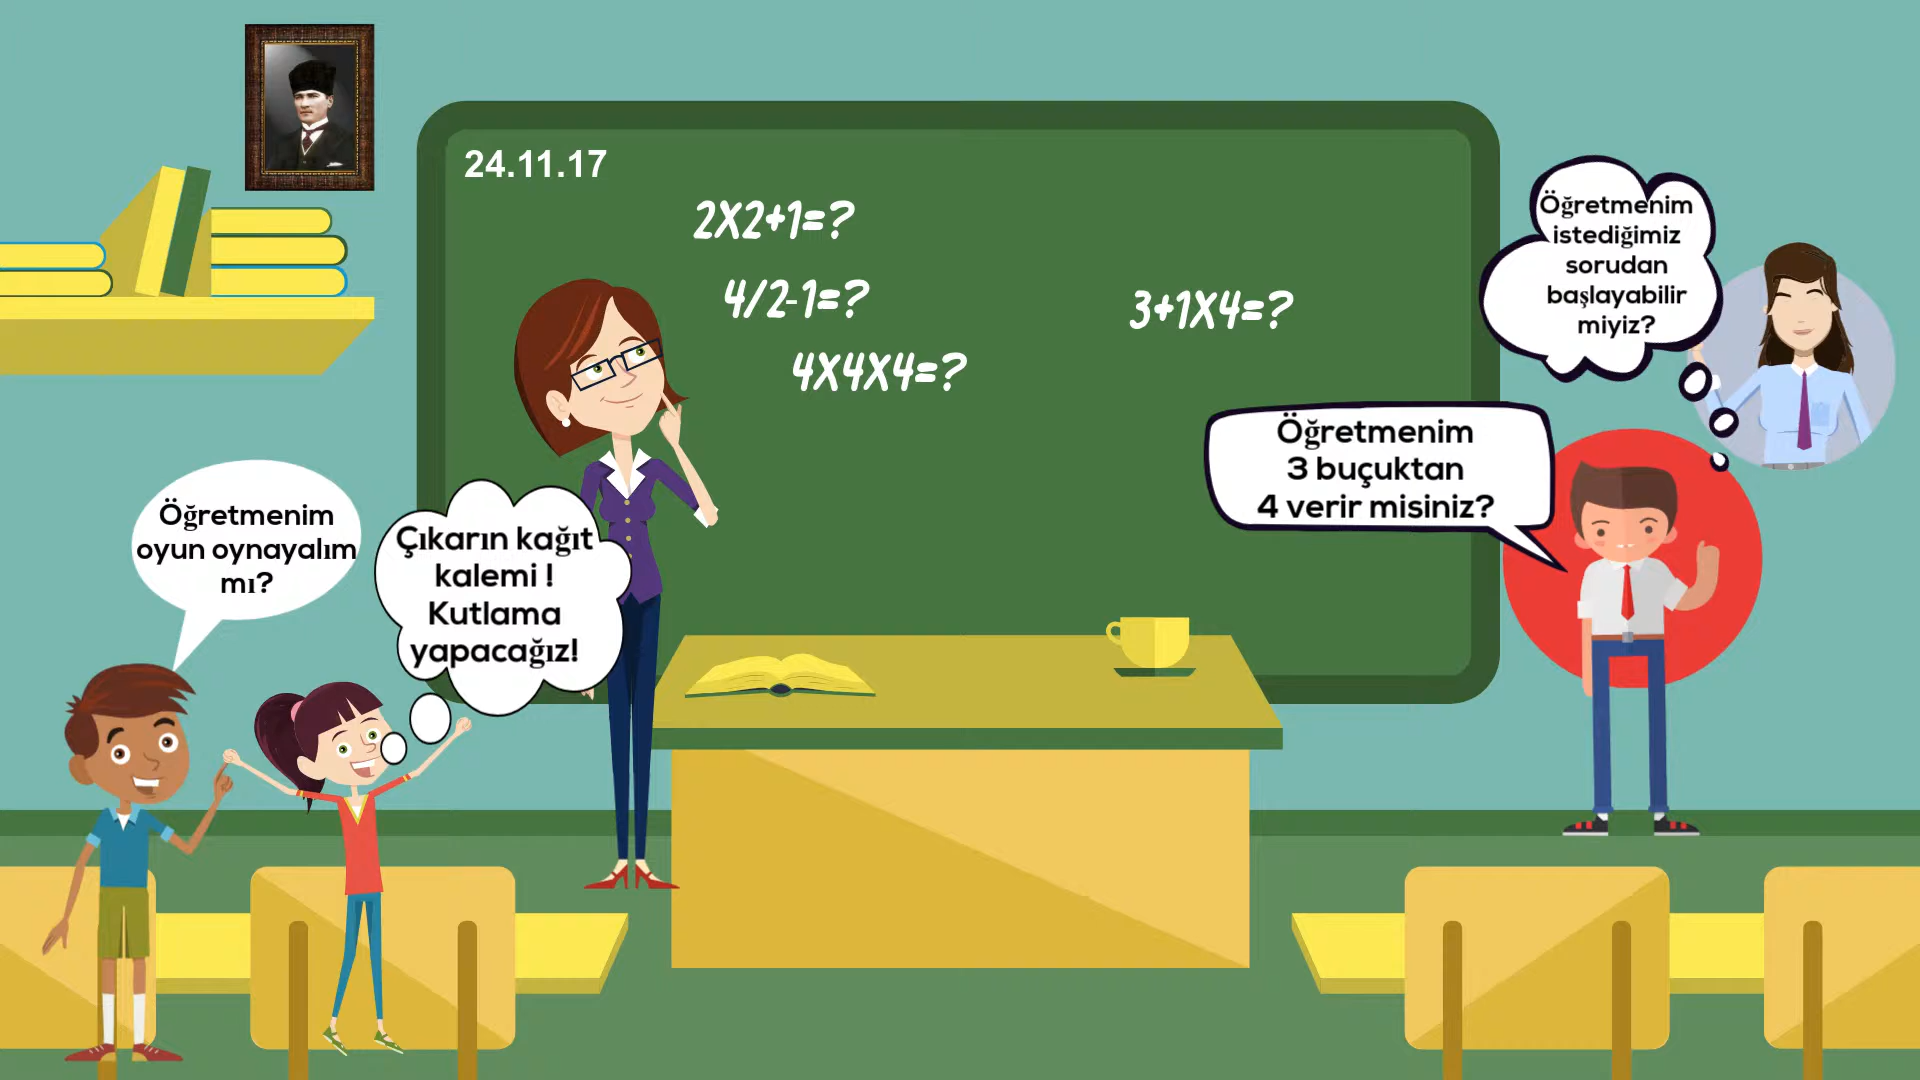 24.11.17
2X2+1=?
4/2-1=?
4X4X4=?
3+1X4=?
Öğretmenim
istediğimiz
sorudan
başlayabilir
miyiz?
Öğretmenim
3 buçuktan
4 verir misiniz?
Öğretmenim
oyun oynayalım
mı?
Çıkarın kağıt
kalemi !
Kutlama
yapacağız!